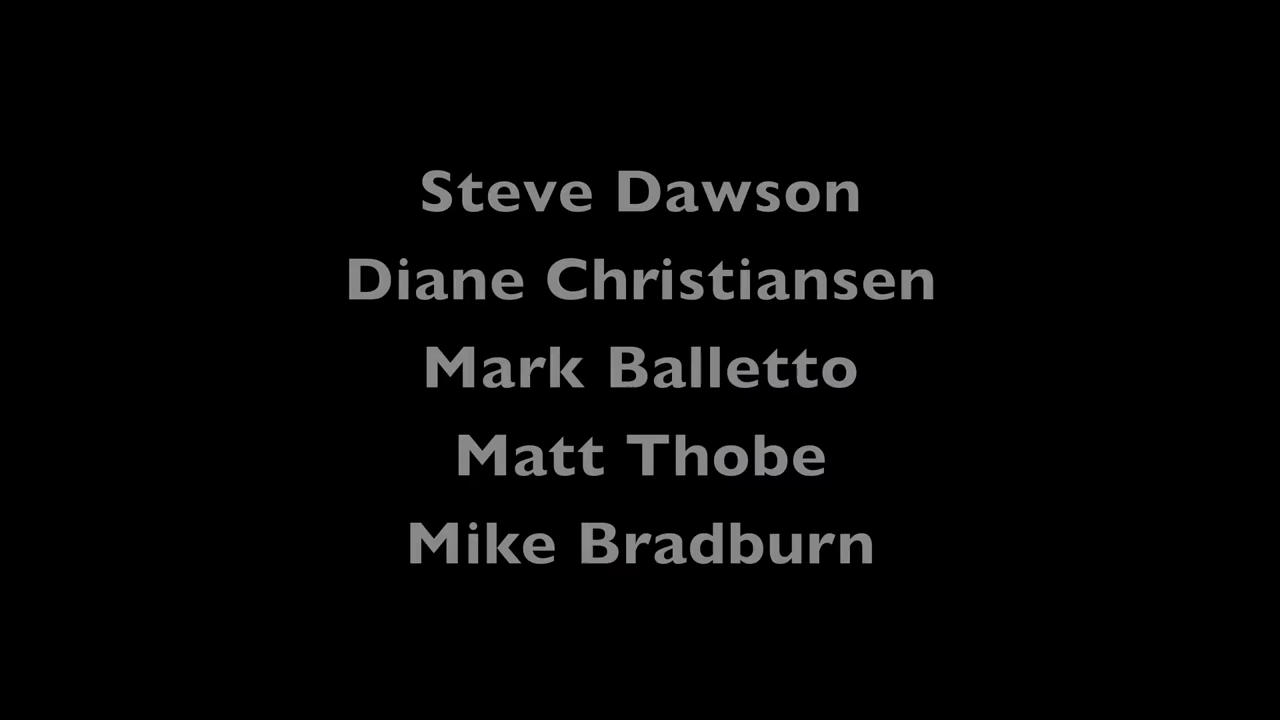 Steve Dawson
Diane Christiansen
Mark Balletto
Matt Thobe
Mike Bradburn